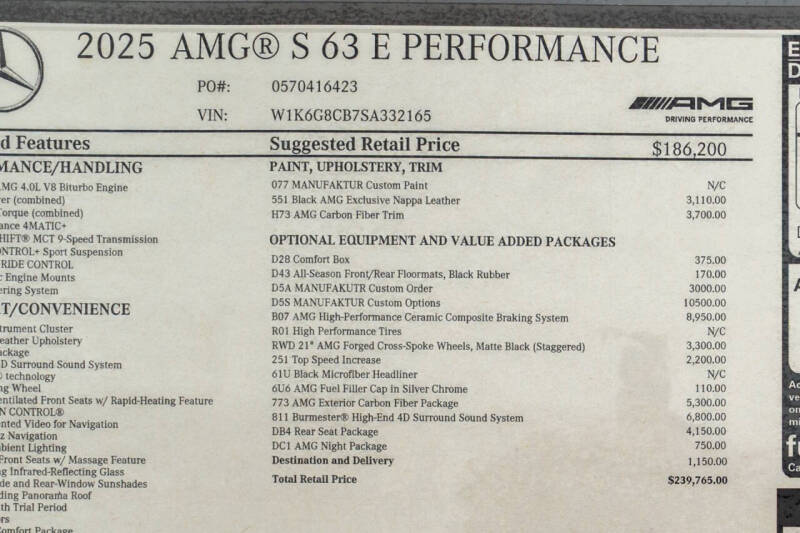 2025 AMG® S 63 E PERFORMANCE
PO#: 0570416423
VIN: W1K6G8CB7SA332165
AMG
DRIVING PERFORMANCE
d Features
Suggested Retail Price $186,200
MANCE/HANDLING
AMG 4.0L V8 Biturbo Engine
er (combined)
Torque (combined)
ance 4MATIC+
SHIFT® MCT 9-Speed Transmission
ONTROL+ Sport Suspension
RIDE CONTROL
c Engine Mounts
ering System
T/CONVENIENCE
strument Cluster
eather Upholstery
ackage
D Surround Sound System
® technology
ng Wheel
entilated Front Seats w/ Rapid-Heating Feature
N CONTROL®
ented Video for Navigation
z Navigation
bient Lighting
Front Seats w/ Massage Feature
ng Infrared-Reflecting Glass
de and Rear-Window Sunshades
ding Panorama Roof
th Trial Period
rs
omfort Package
PAINT, UPHOLSTERY, TRIM
077 MANUFAKTUR Custom Paint N/C
551 Black AMG Exclusive Nappa Leather 3,110.00
H73 AMG Carbon Fiber Trim 3,700.00
OPTIONAL EQUIPMENT AND VALUE ADDED PACKAGES
D28 Comfort Box 375.00
D43 All-Season Front/Rear Floormats, Black Rubber 170.00
D5A MANUFAKUTR Custom Order 3000.00
D5S MANUFAKTUR Custom Options 10500.00
B07 AMG High-Performance Ceramic Composite Braking System 8,950.00
R01 High Performance Tires N/C
RWD 21" AMG Forged Cross-Spoke Wheels, Matte Black (Staggered) 3,300.00
251 Top Speed Increase 2,200.00
61U Black Microfiber Headliner N/C
6U6 AMG Fuel Filler Cap in Silver Chrome 110.00
773 AMG Exterior Carbon Fiber Package 5,300.00
811 Burmester® High-End 4D Surround Sound System 6,800.00
DB4 Rear Seat Package 4,150.00
DC1 AMG Night Package 750.00
Destination and Delivery 1,150.00
Total Retail Price $239,765.00